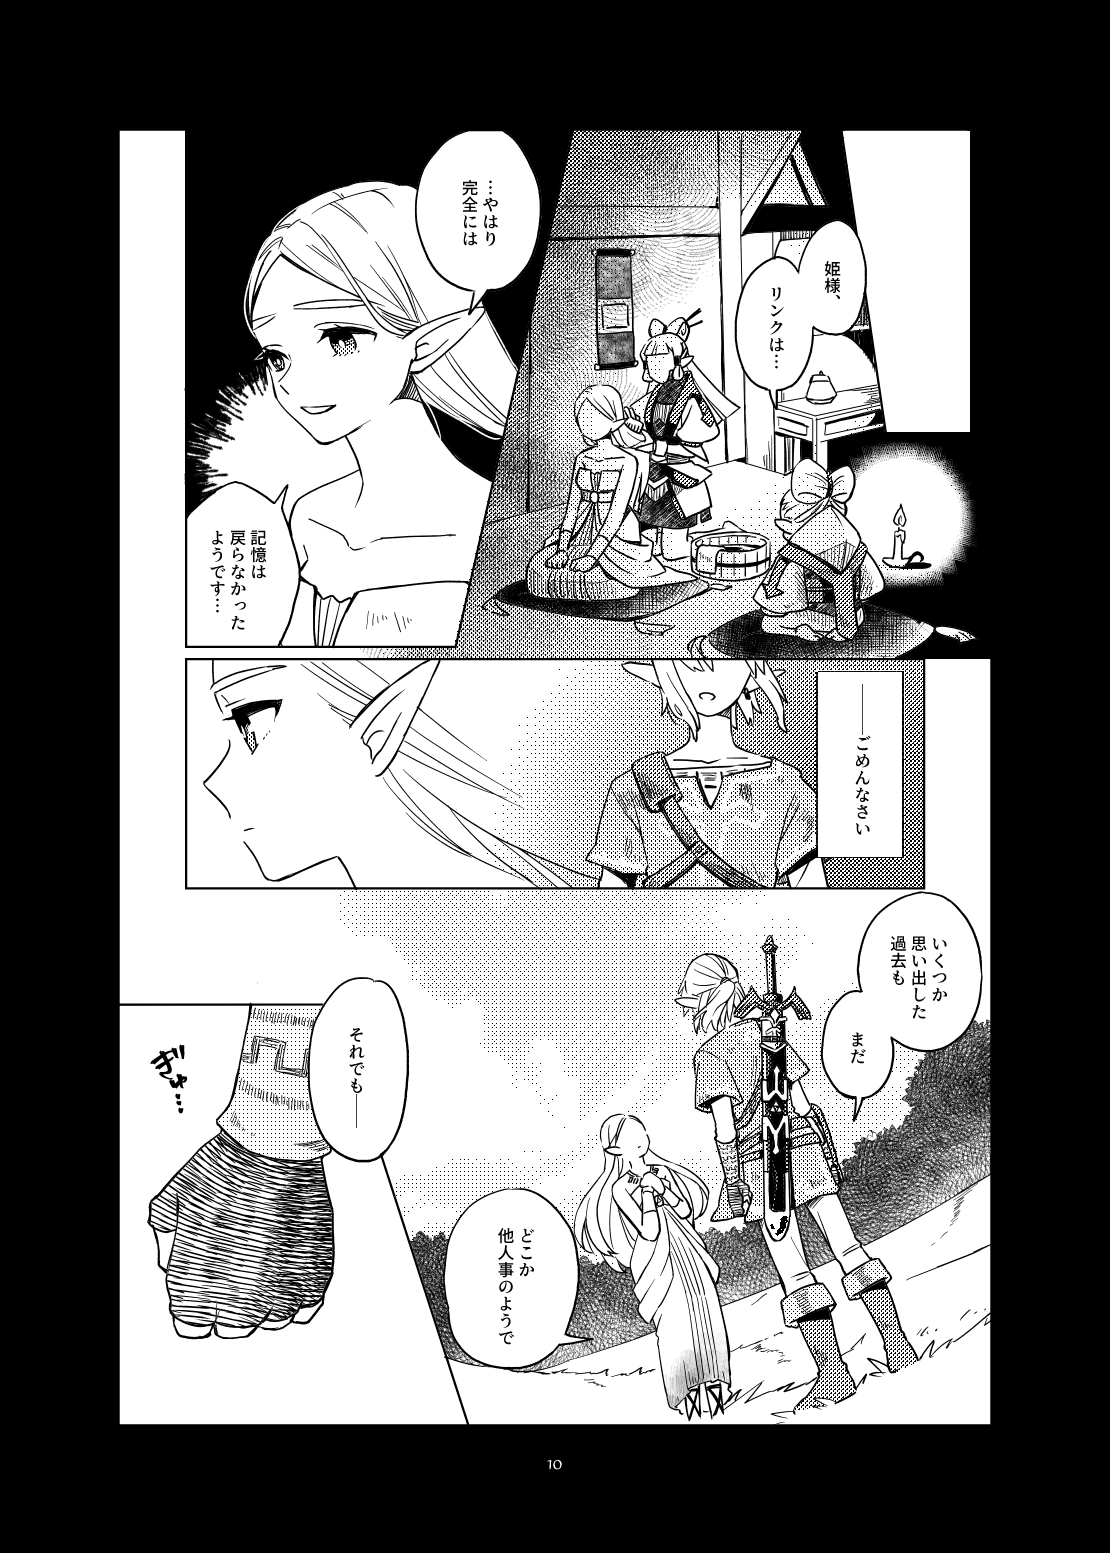 姫様、
リンクは…
…やはり
完全には
記憶は
戻らなかった
ようです…
――ごめんなさい
いくつか
思い出した
過去も
まだ
どこか
他人事のようで
それでも――
ぎゅ…
10